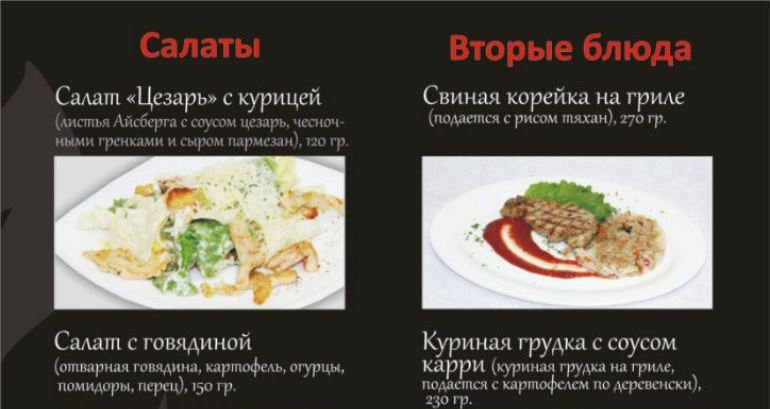 Салаты
Салат «Цезарь» с курицей
(листья Айсберга с соусом цезарь, чесноч-
ными гренками и сыром пармезан), 120 гр.
Салат с говядиной
(отварная говядина, картофель, огурцы,
помидоры, перец), 150 гр.
Вторые блюда
Свиная корейка на гриле
(подается с рисом тяхан), 270 гр.
Куриная грудка с соусом
карри (куриная грудка на гриле,
подается с картофелем по деревенски),
230 гр.